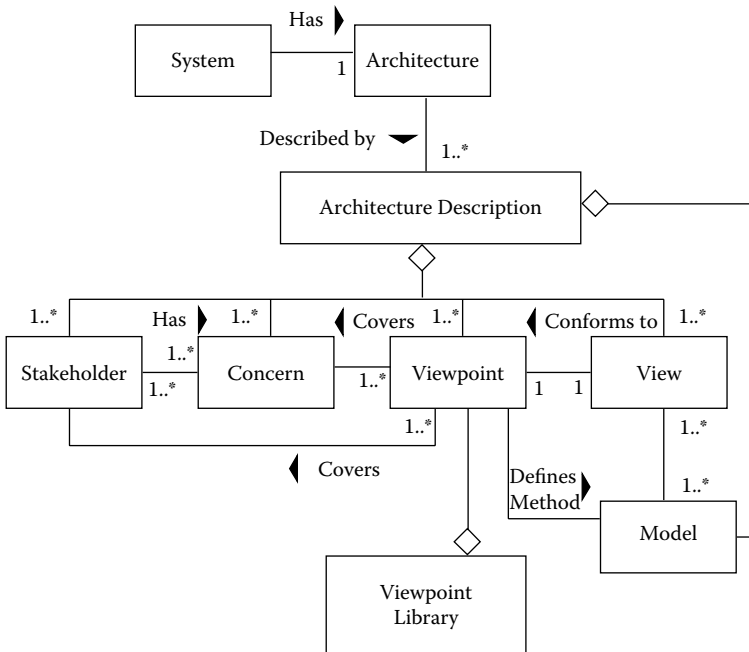 Has
System
Architecture
1
Described by
1..*
Architecture Description
1..*
Has
1..*
Covers
1..*
Conforms to
1..*
Stakeholder
1..*
1..*
Concern
1..*
Viewpoint
1
1
View
1..*
1..*
Covers
Defines
Method
1..*
Model
Viewpoint
Library